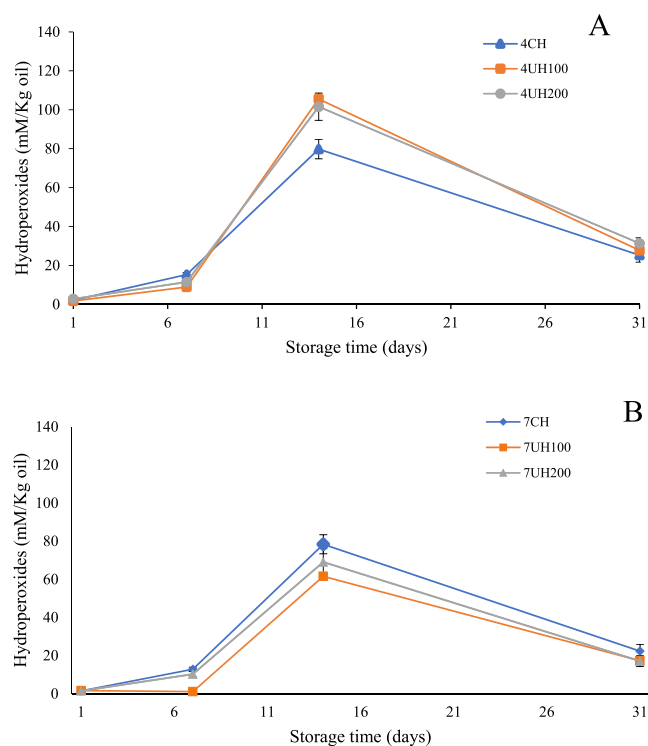 A
4CH
4UH100
4UH200
Hydroperoxides (mM/Kg oil)
140
120
100
80
60
40
20
0
1 6 11 16 21 26 31
Storage time (days)
B
7CH
7UH100
7UH200
Hydroperoxides (mM/Kg oil)
140
120
100
80
60
40
20
0
1 6 11 16 21 26 31
Storage time (days)